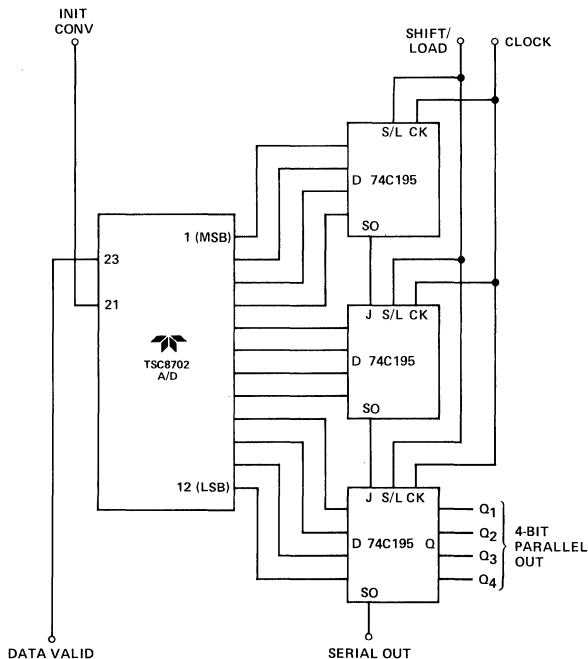 INIT
CONV
SHIFT/
LOAD
CLOCK
S/L CK
D 74C195
SO
1 (MSB)
23
21
TSC8702
A/D
12 (LSB)
J S/L CK
D 74C195
SO
J S/L CK
D 74C195 Q
SO
Q1
Q2
Q3
Q4
4-BIT
PARALLEL
OUT
DATA VALID
SERIAL OUT